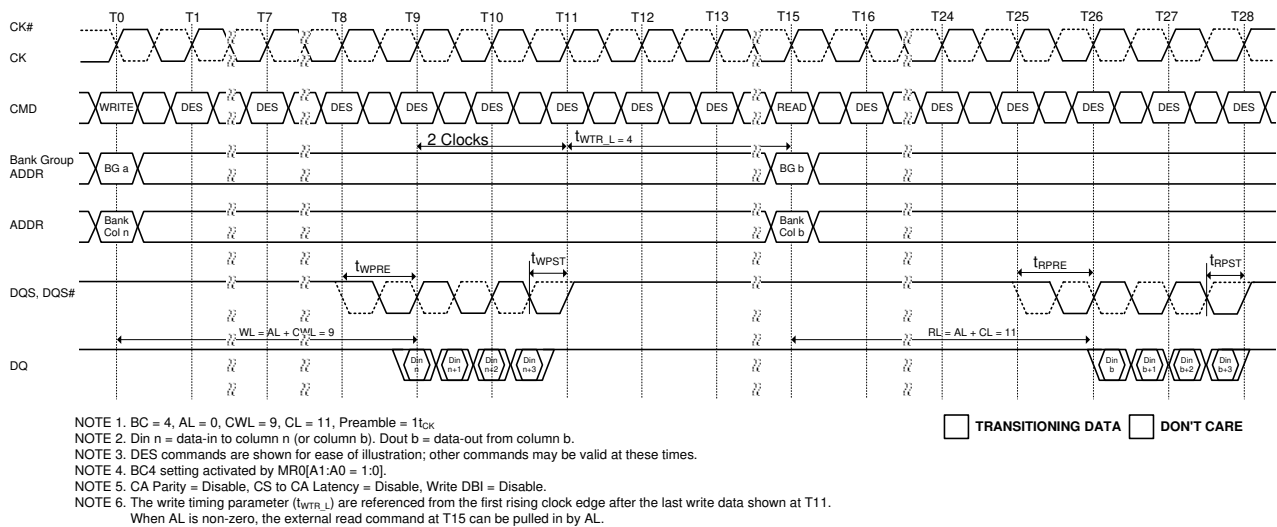 T0 T1 T7 T8 T9 T10 T11 T12 T13 T15 T16 T24 T25 T26 T27 T28
CK#
CK
CMD WRITE DES DES DES DES DES DES DES DES READ DES DES DES DES DES DES
2 Clocks tWTR_L = 4
Bank Group
ADDR
BG a BG b
ADDR
Bank
Col n
Bank
Col b
tWPRE tWPST tRPRE tRPST
DQS, DQS#
WL = AL + CWL = 9 RL = AL + CL = 11
DQ
Din
n
Din
n+1
Din
n+2
Din
n+3
Din
b
Din
b+1
Din
b+2
Din
b+3
NOTE 1. BC = 4, AL = 0, CWL = 9, CL = 11, Preamble = 1tCK
NOTE 2. Din n = data-in to column n (or column b). Dout b = data-out from column b.
NOTE 3. DES commands are shown for ease of illustration; other commands may be valid at these times.
NOTE 4. BC4 setting activated by MR0[A1:A0 = 1:0].
NOTE 5. CA Parity = Disable, CS to CA Latency = Disable, Write DBI = Disable.
NOTE 6. The write timing parameter (tWTR_L) are referenced from the first rising clock edge after the last write data shown at T11.
When AL is non-zero, the external read command at T15 can be pulled in by AL.
TRANSITIONING DATA DON'T CARE